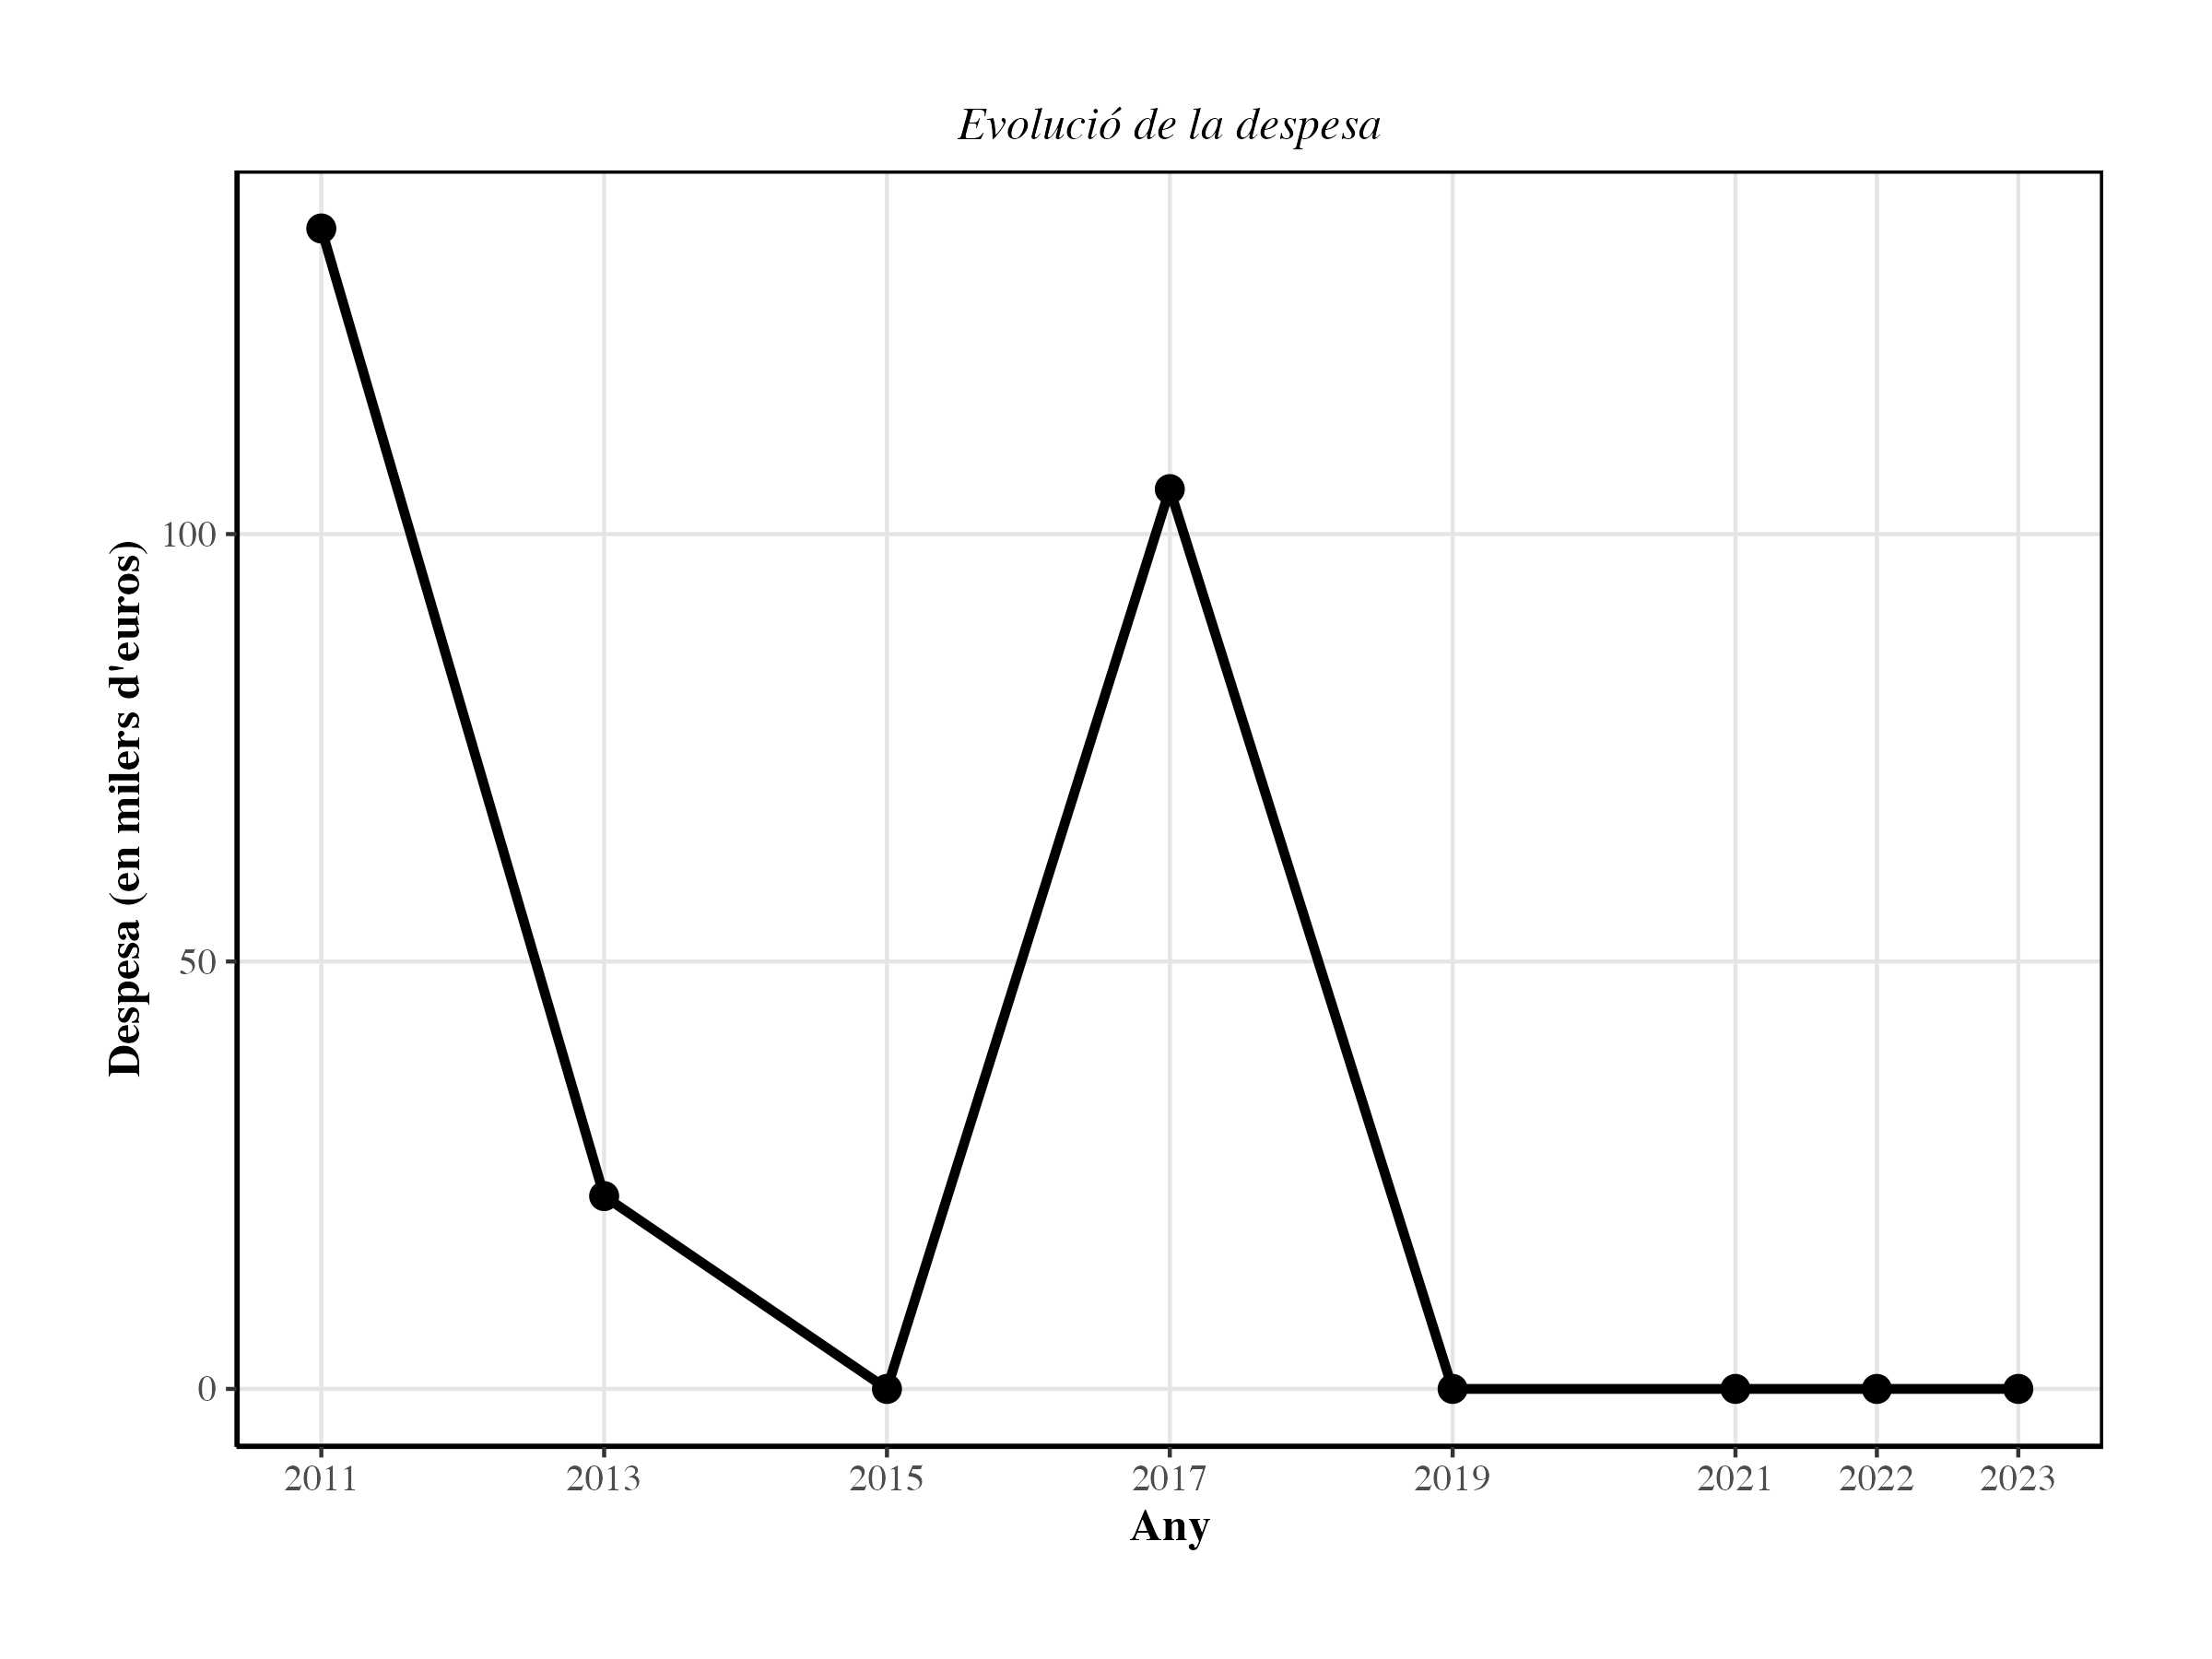 Evolució de la despesa
Despesa (en milers d'euros)
100
50
0
2011 2013 2015 2017 2019 2021 2022 2023
Any